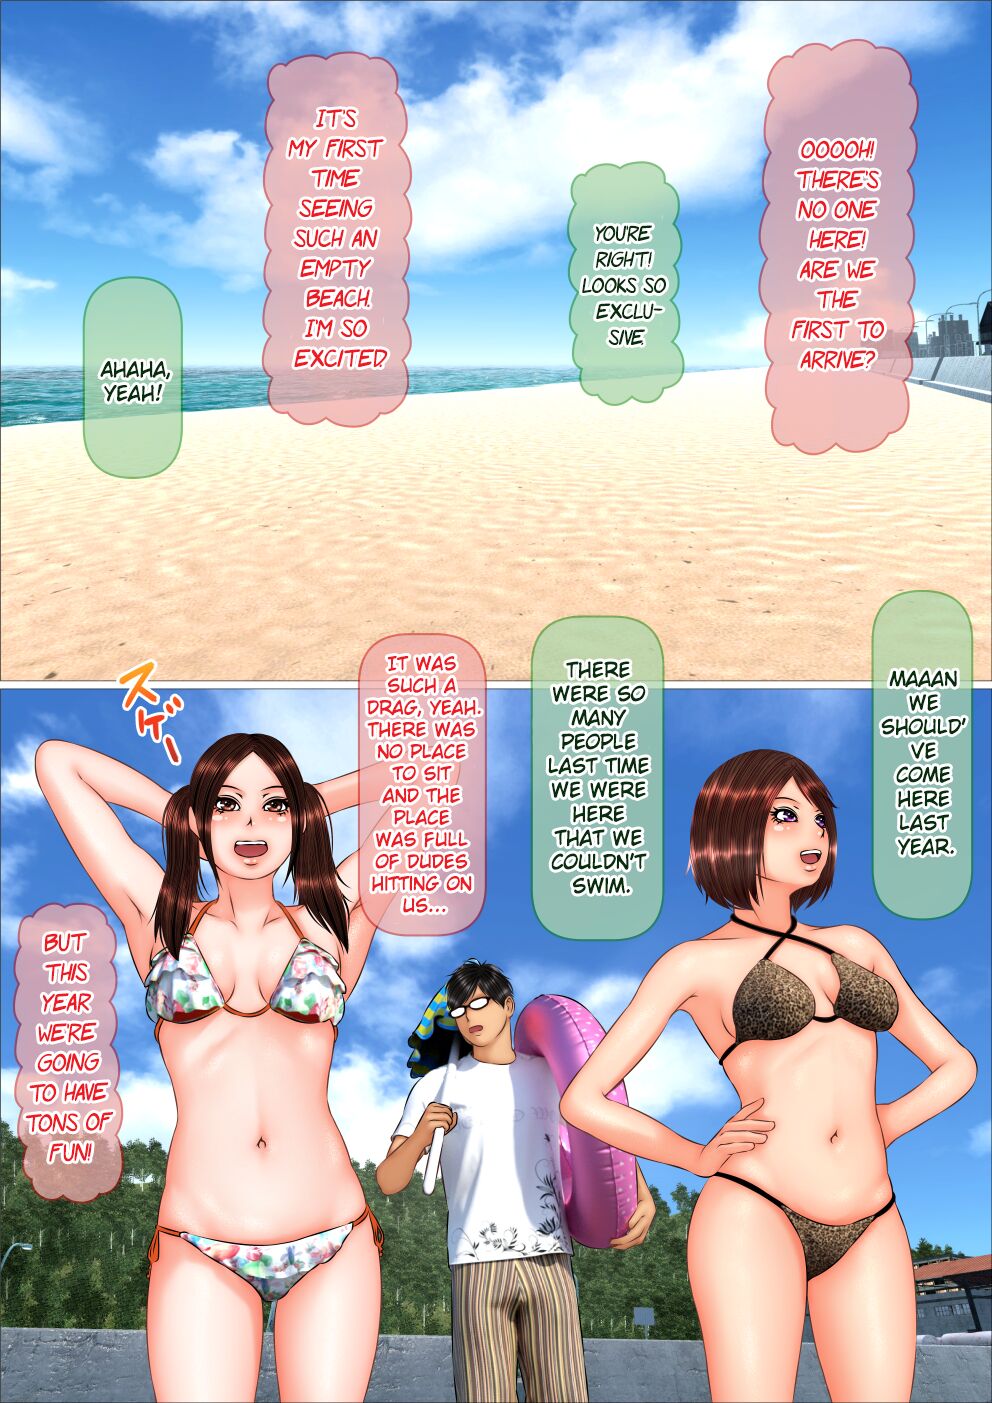 OOOOH!
THERE'S
NO ONE
HERE!
ARE WE
THE
FIRST TO
ARRIVE?
YOU'RE
RIGHT!
LOOKS SO
EXCLU-
SIVE
IT'S
MY FIRST
TIME
SEEING
SUCH AN
EMPTY
BEACH.
I'M SO
EXCITED.
AHAHA,
YEAH!
MAAAN
WE
SHOULD'
VE
COME
HERE
LAST
YEAR.
THERE
WERE SO
MANY
PEOPLE
LAST TIME
WE WERE
HERE
THAT WE
COULDN'T
SWIM.
IT WAS
SUCH A
DRAG, YEAH.
THERE WAS
NO PLACE
TO SIT
AND THE
PLACE
WAS FULL
OF DUDES
HITTING ON
US...
スゲー
BUT
THIS
YEAR
WE'RE
GOING
TO HAVE
TONS OF
FUN!